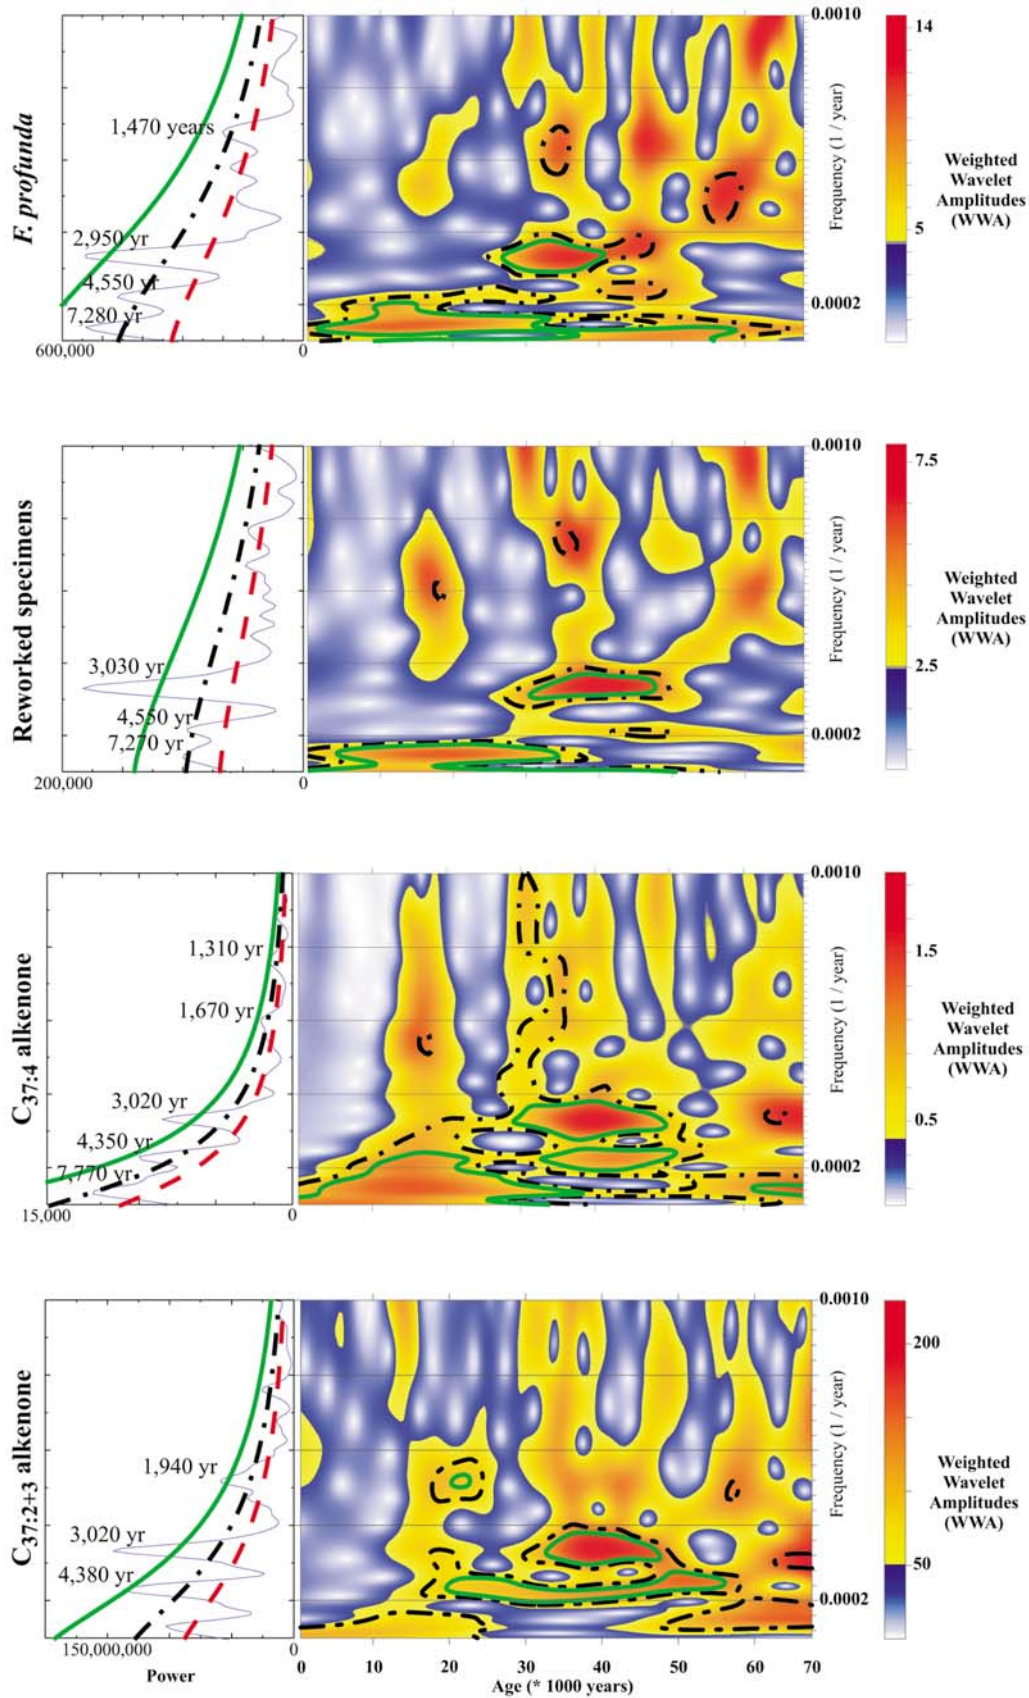 F. profunda
1,470 years
2,950 yr
4,550 yr
7,280 yr
600,000
0
0.0010
Frequency (1 / year)
0.0002
14
5
Weighted
Wavelet
Amplitudes
(WWA)
Reworked specimens
3,030 yr
4,550 yr
7,270 yr
200,000
0
0.0010
Frequency (1 / year)
0.0002
7.5
2.5
Weighted
Wavelet
Amplitudes
(WWA)
C37:4 alkenone
1,310 yr
1,670 yr
3,020 yr
4,350 yr
7,770 yr
15,000
0
0.0010
Frequency (1 / year)
0.0002
1.5
0.5
Weighted
Wavelet
Amplitudes
(WWA)
C37:2+3 alkenone
1,940 yr
3,020 yr
4,380 yr
150,000,000
0
Power
0.0010
Frequency (1 / year)
0.0002
0 10 20 30 40 50 60 70
Age (* 1000 years)
200
50
Weighted
Wavelet
Amplitudes
(WWA)